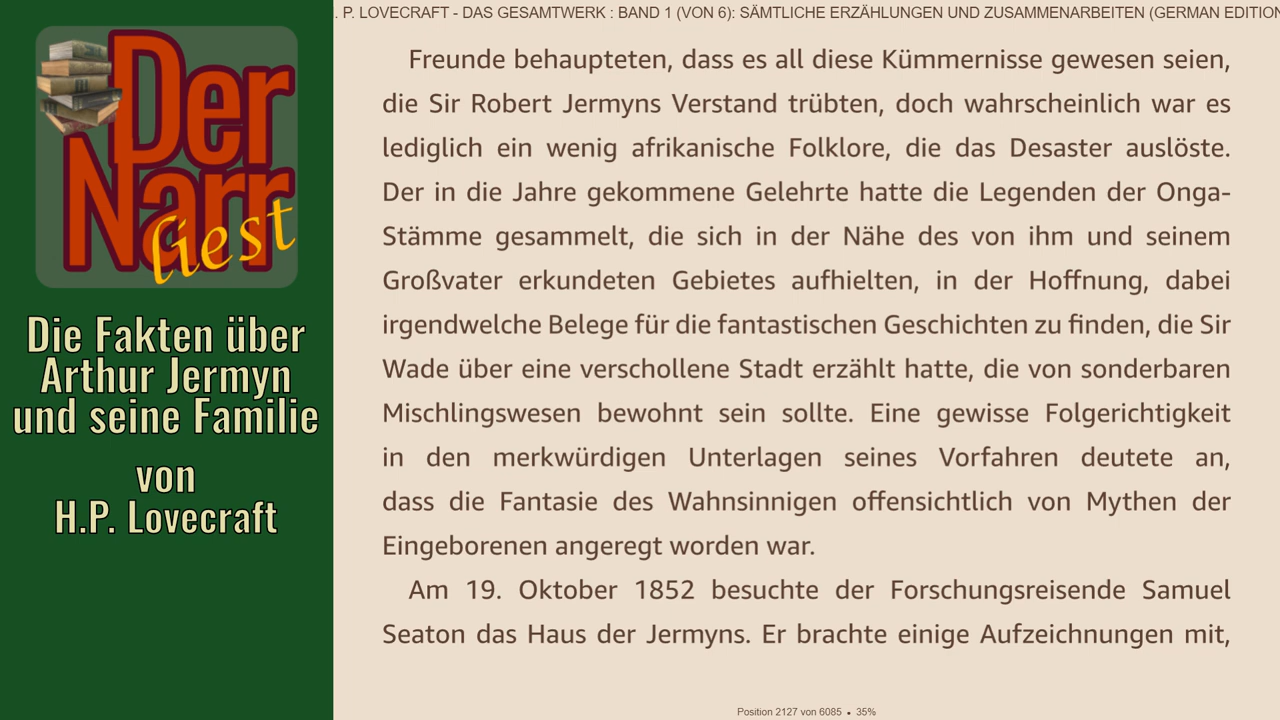 Der
Narr
liest
Die Fakten über
Arthur Jermyn
und seine Familie
von
H.P. Lovecraft
. P. LOVECRAFT - DAS GESAMTWERK : BAND 1 (VON 6): SÄMTLICHE ERZÄHLUNGEN UND ZUSAMMENARBEITEN (GERMAN EDITION
Freunde behaupteten, dass es all diese Kümmernisse gewesen seien,
die Sir Robert Jermyns Verstand trübten, doch wahrscheinlich war es
lediglich ein wenig afrikanische Folklore, die das Desaster auslöste.
Der in die Jahre gekommene Gelehrte hatte die Legenden der Onga-
Stämme gesammelt, die sich in der Nähe des von ihm und seinem
Großvater erkundeten Gebietes aufhielten, in der Hoffnung, dabei
irgendwelche Belege für die fantastischen Geschichten zu finden, die Sir
Wade über eine verschollene Stadt erzählt hatte, die von sonderbaren
Mischlingswesen bewohnt sein sollte. Eine gewisse Folgerichtigkeit
in den merkwürdigen Unterlagen seines Vorfahren deutete an,
dass die Fantasie des Wahnsinnigen offensichtlich von Mythen der
Eingeborenen angeregt worden war.
Am 19. Oktober 1852 besuchte der Forschungsreisende Samuel
Seaton das Haus der Jermyns. Er brachte einige Aufzeichnungen mit,
Position 2127 von 6085 • 35%